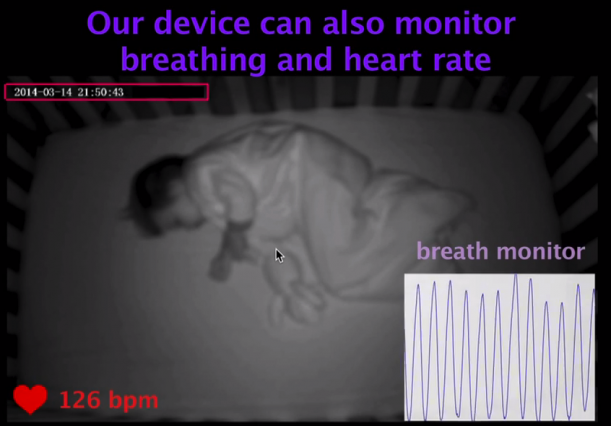 Our device can also monitor
breathing and heart rate
2014-03-14 21:50:43
breath monitor
126 bpm